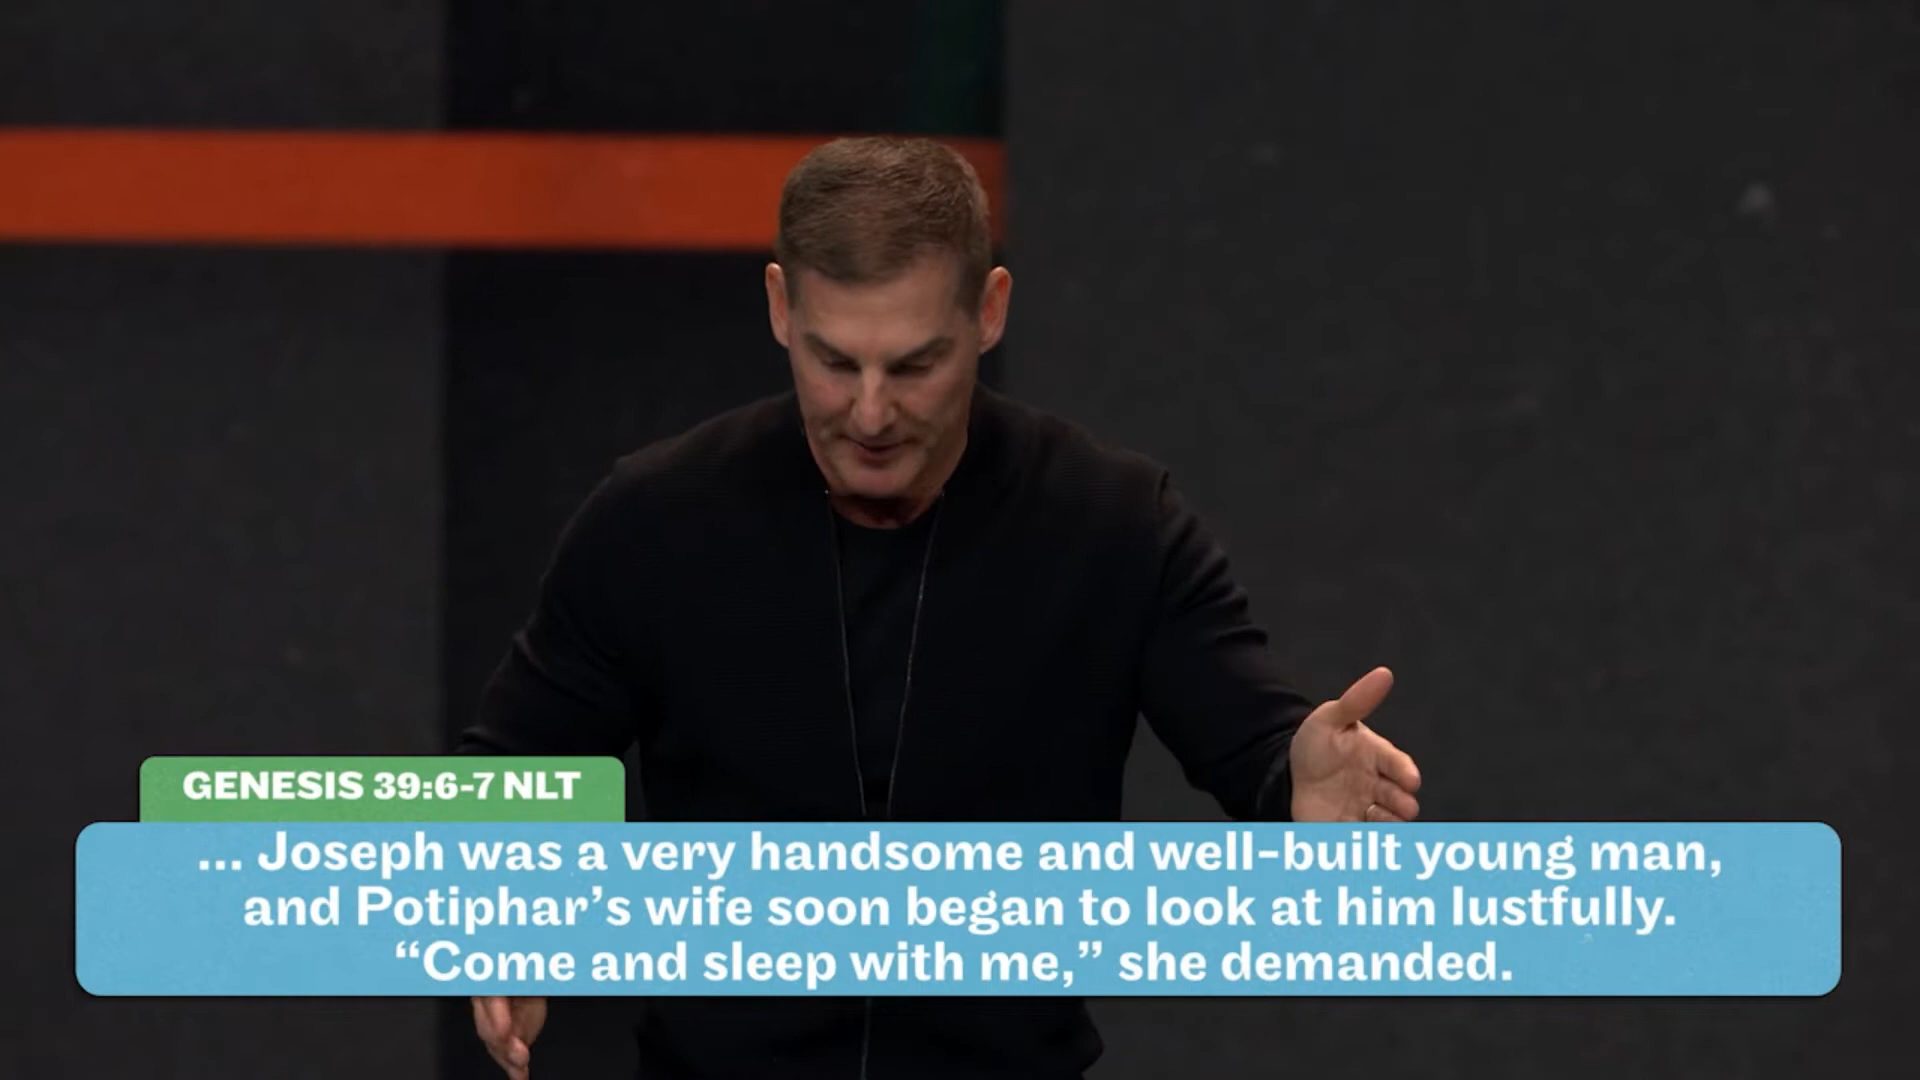 GENESIS 39:6-7 NLT
... Joseph was a very handsome and well-built young man,
and Potiphar’s wife soon began to look at him lustfully.
“Come and sleep with me,” she demanded.